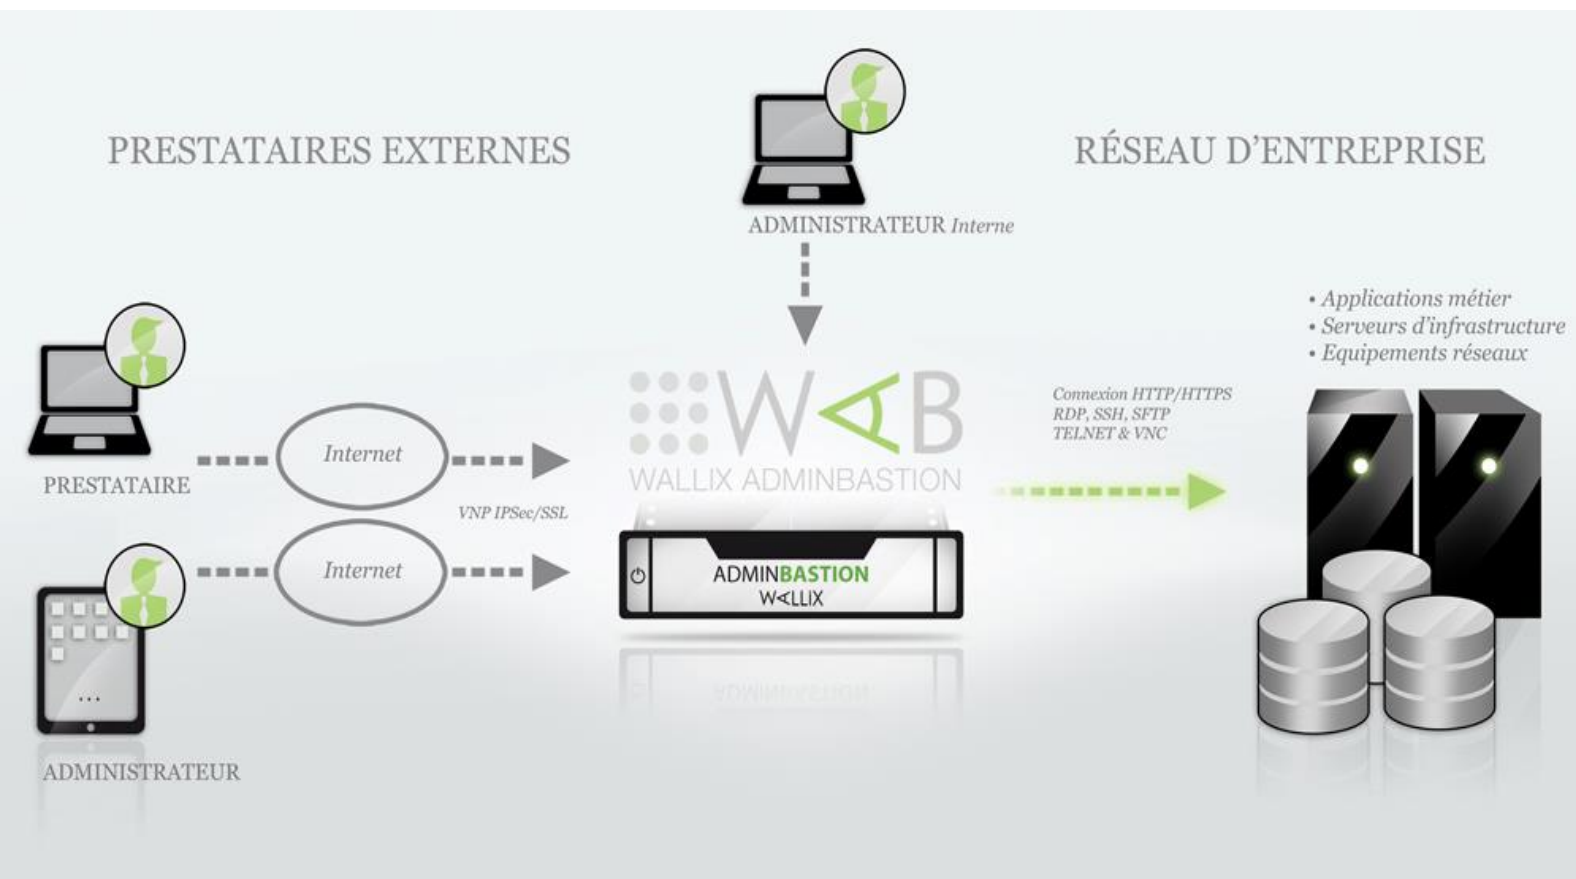 PRESTATAIRES EXTERNES
RÉSEAU D'ENTREPRISE
ADMINISTRATEUR Interne
• Applications métier
• Serveurs d'infrastructure
• Equipements réseaux
Connexion HTTP/HTTPS
RDP, SSH, SFTP
TELNET & VNC
Internet
PRESTATAIRE
VNP IPSec/SSL
Internet
ADMINISTRATEUR
WAB
WALLIX ADMINBASTION
ADMINBASTION
WALLIX